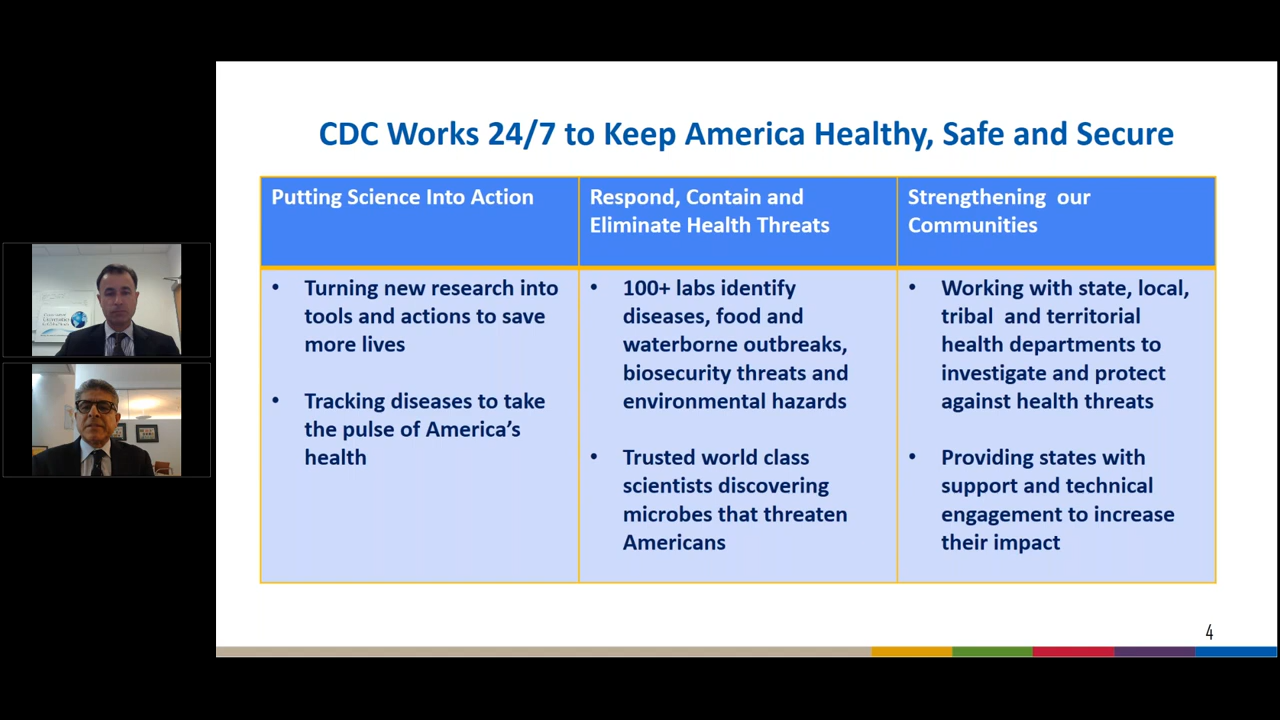 CDC Works 24/7 to Keep America Healthy, Safe and Secure
Putting Science Into Action
Respond, Contain and
Eliminate Health Threats
Strengthening our
Communities
• Turning new research into
tools and actions to save
more lives
• Tracking diseases to take
the pulse of America’s
health
• 100+ labs identify
diseases, food and
waterborne outbreaks,
biosecurity threats and
environmental hazards
• Trusted world class
scientists discovering
microbes that threaten
Americans
• Working with state, local,
tribal and territorial
health departments to
investigate and protect
against health threats
• Providing states with
support and technical
engagement to increase
their impact
4